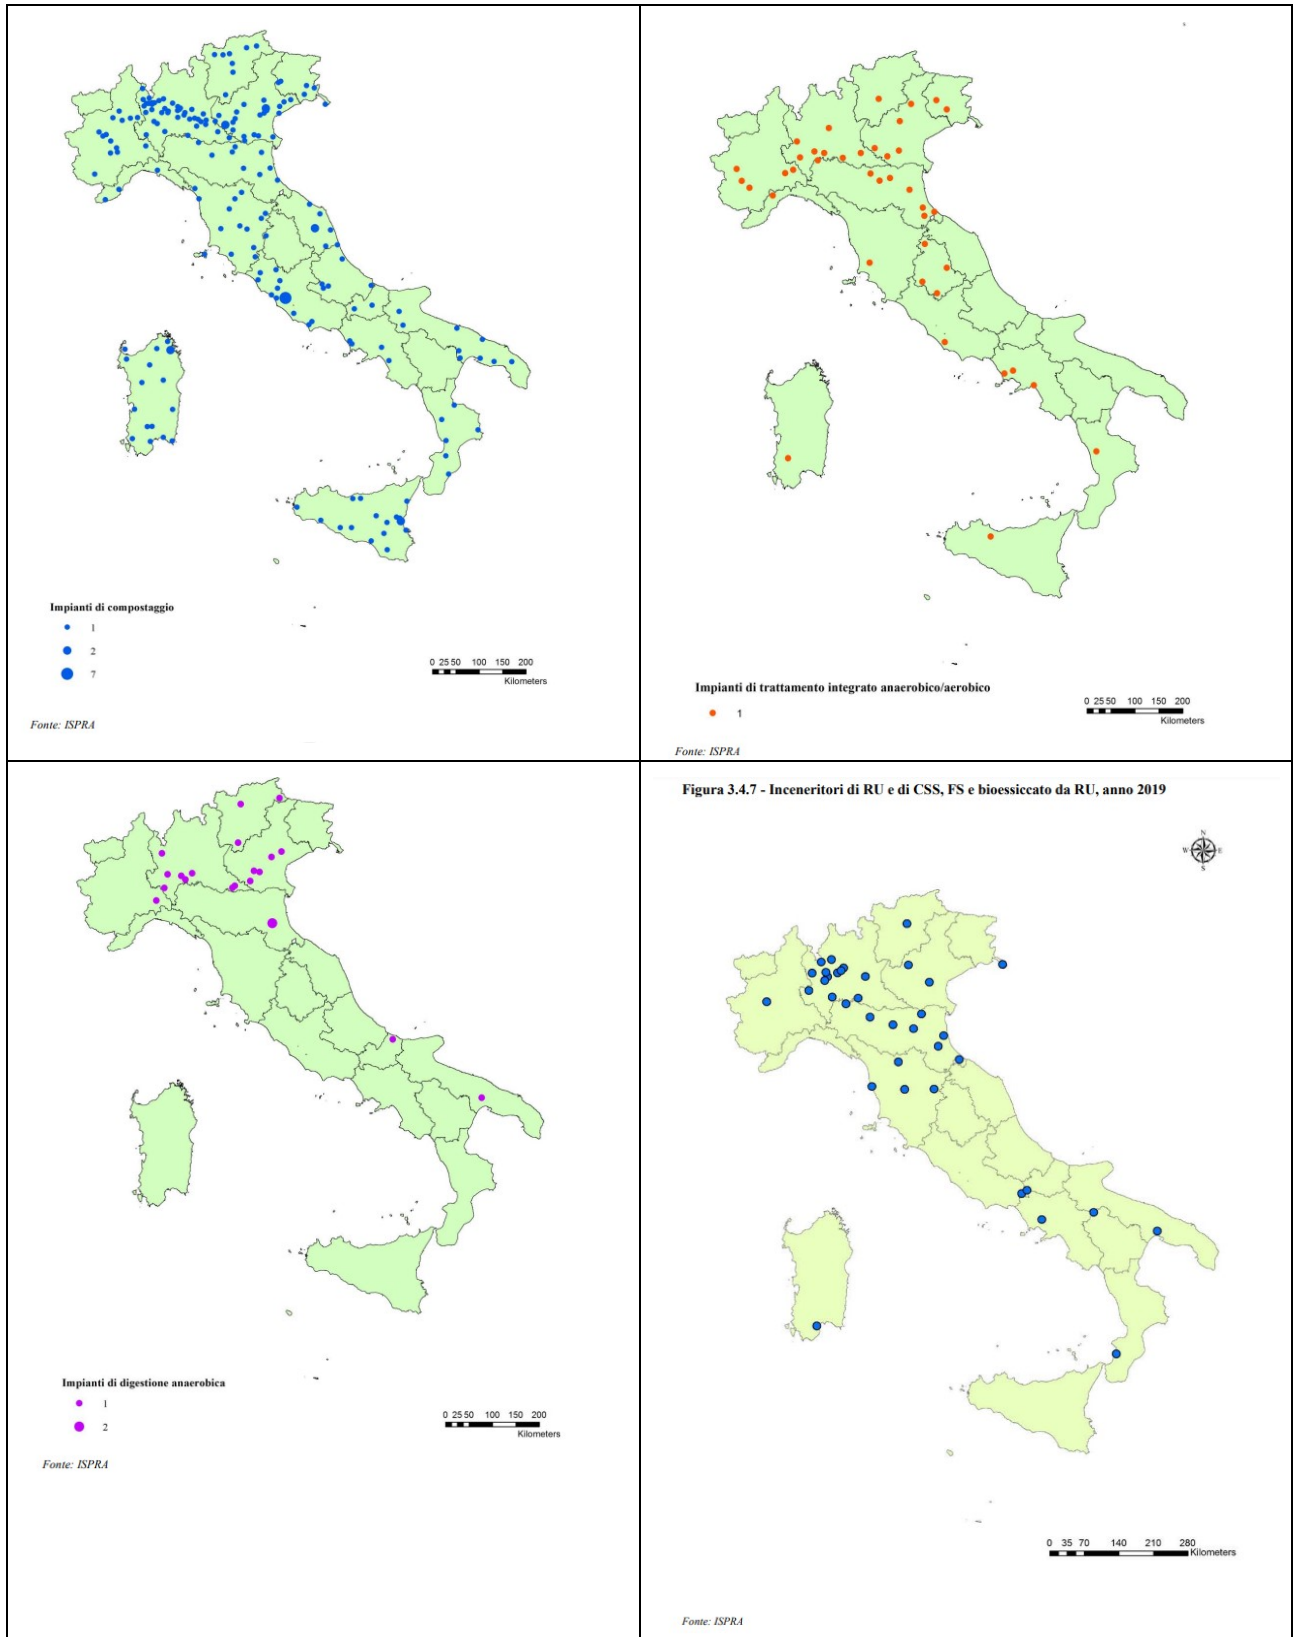 Impianti di compostaggio
1
2
7
0 25 50 100 150 200
Kilometers
Fonte: ISPRA
Impianti di trattamento integrato anaerobico/aerobico
1
0 25 50 100 150 200
Kilometers
Fonte: ISPRA
Impianti di digestione anaerobica
1
2
0 25 50 100 150 200
Kilometers
Fonte: ISPRA
Figura 3.4.7 - Inceneritori di RU e di CSS, FS e bioessiccato da RU, anno 2019
N
W E
S
0 35 70 140 210 280
Kilometers
Fonte: ISPRA